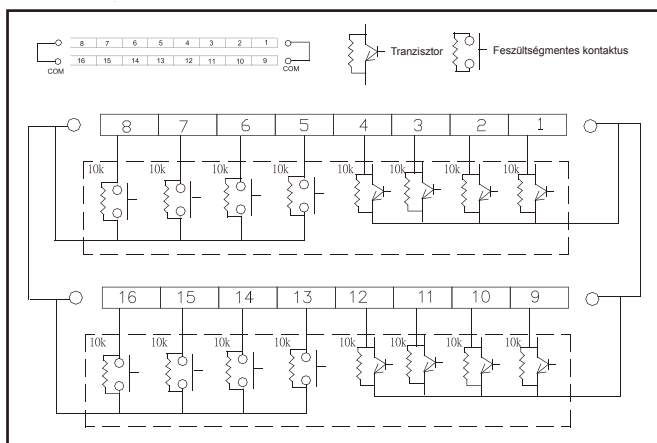 8 7 6 5 4 3 2 1
COM 16 15 14 13 12 11 10 9 COM
Tranzisztor
Feszültségmentes kontaktus
8 7 6 5 4 3 2 1
10k 10k 10k 10k 10k 10k 10k 10k
16 15 14 13 12 11 10 9
10k 10k 10k 10k 10k 10k 10k 10k